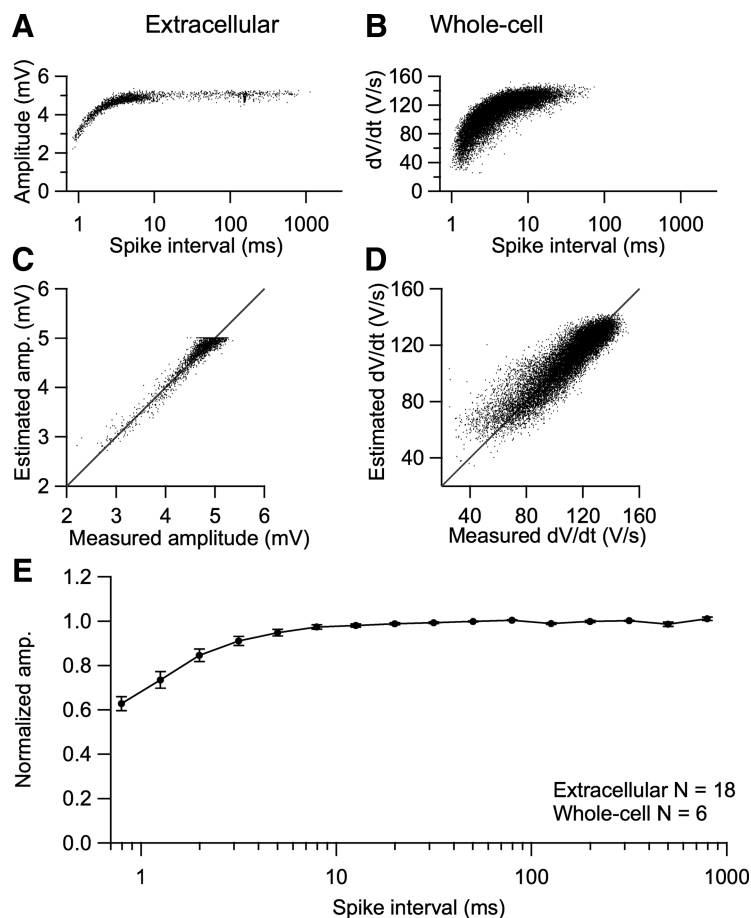 A Extracellular
B Whole-cell
Amplitude (mV)
6
4
2
0
1 10 100 1000
Spike interval (ms)
dV/dt (V/s)
160
120
80
40
0
1 10 100 1000
Spike interval (ms)
C
Estimated amp. (mV)
6
5
4
3
2
2 3 4 5 6
Measured amplitude (mV)
D
Estimated dV/dt (V/s)
160
120
80
40
40 80 120 160
Measured dV/dt (V/s)
E
Normalized amp.
1.2
1.0
0.8
0.6
0.4
0.2
0.0
Extracellular N = 18
Whole-cell N = 6
1 10 100 1000
Spike interval (ms)